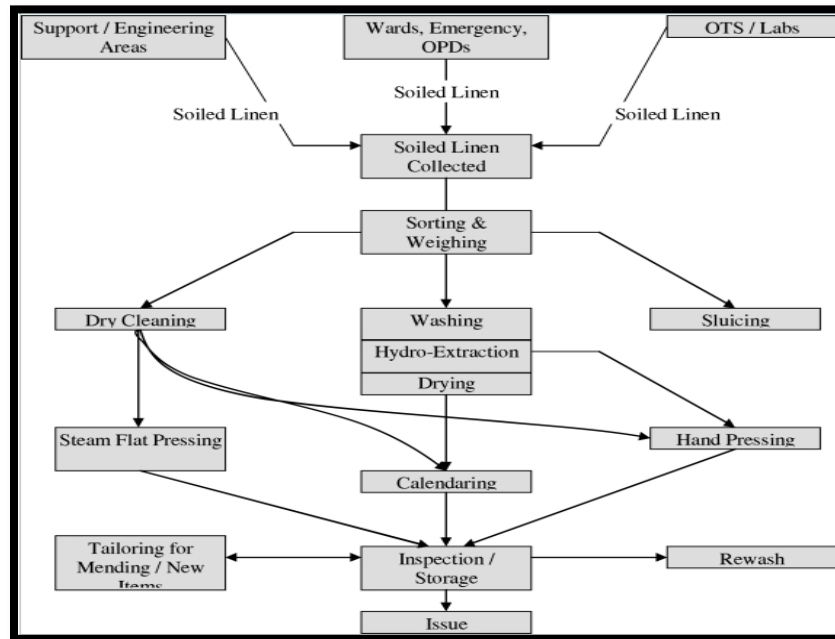 Support / Engineering
Areas
Wards, Emergency,
OPDs
OTS / Labs
Soiled Linen
Soiled Linen
Soiled Linen
Soiled Linen
Collected
Sorting &
Weighing
Dry Cleaning
Washing
Sluicing
Hydro-Extraction
Drying
Steam Flat Pressing
Hand Pressing
Calendaring
Tailoring for
Mending / New
Items
Inspection /
Storage
Rewash
Issue